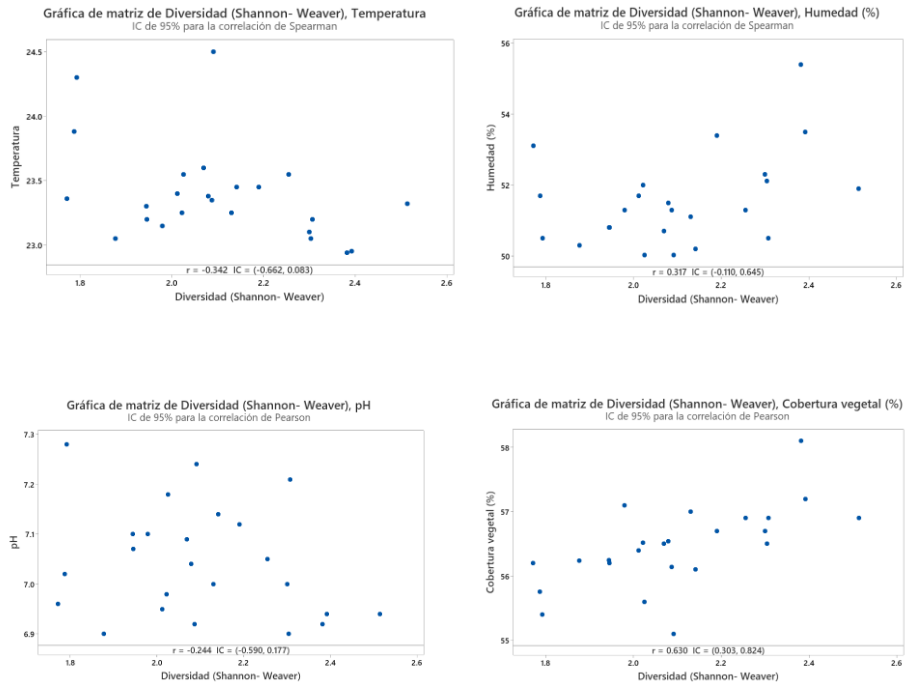 Gráfica de matriz de Diversidad (Shannon- Weaver), Temperatura
IC de 95% para la correlación de Spearman
24.5
24.0
23.5
23.0
Temperatura
r = -0.342 IC = (-0.662, 0.083)
1.8 2.0 2.2 2.4 2.6
Diversidad (Shannon- Weaver)
Gráfica de matriz de Diversidad (Shannon- Weaver), Humedad (%)
IC de 95% para la correlación de Spearman
56
54
52
50
Humedad (%)
r = 0.317 IC = (-0.110, 0.645)
1.8 2.0 2.2 2.4 2.6
Diversidad (Shannon- Weaver)
Gráfica de matriz de Diversidad (Shannon- Weaver), pH
IC de 95% para la correlación de Pearson
7.3
7.2
7.1
7.0
6.9
pH
r = -0.244 IC = (-0.590, 0.177)
1.8 2.0 2.2 2.4 2.6
Diversidad (Shannon- Weaver)
Gráfica de matriz de Diversidad (Shannon- Weaver), Cobertura vegetal (%)
IC de 95% para la correlación de Pearson
58
57
56
55
Cobertura vegetal (%)
r = 0.630 IC = (0.303, 0.824)
1.8 2.0 2.2 2.4 2.6
Diversidad (Shannon- Weaver)